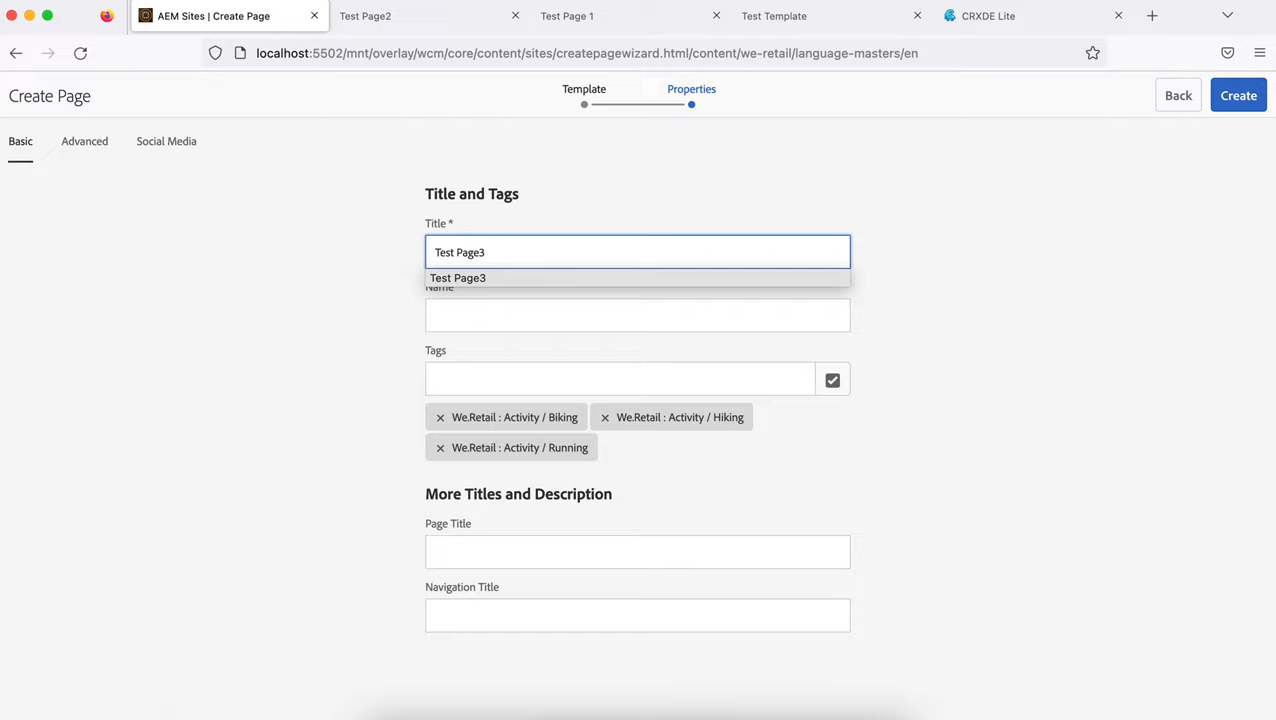 AEM Sites | Create Page
Test Page2
Test Page 1
Test Template
CRXDE Lite
localhost:5502/mnt/overlay/wcm/core/content/sites/createpagewizard.html/content/we-retail/language-masters/en
Create Page
Template
Properties
Back
Create
Basic
Advanced
Social Media
Title and Tags
Title *
Test Page3
Test Page3
Name
Tags
We.Retail : Activity / Biking
We.Retail : Activity / Hiking
We.Retail : Activity / Running
More Titles and Description
Page Title
Navigation Title